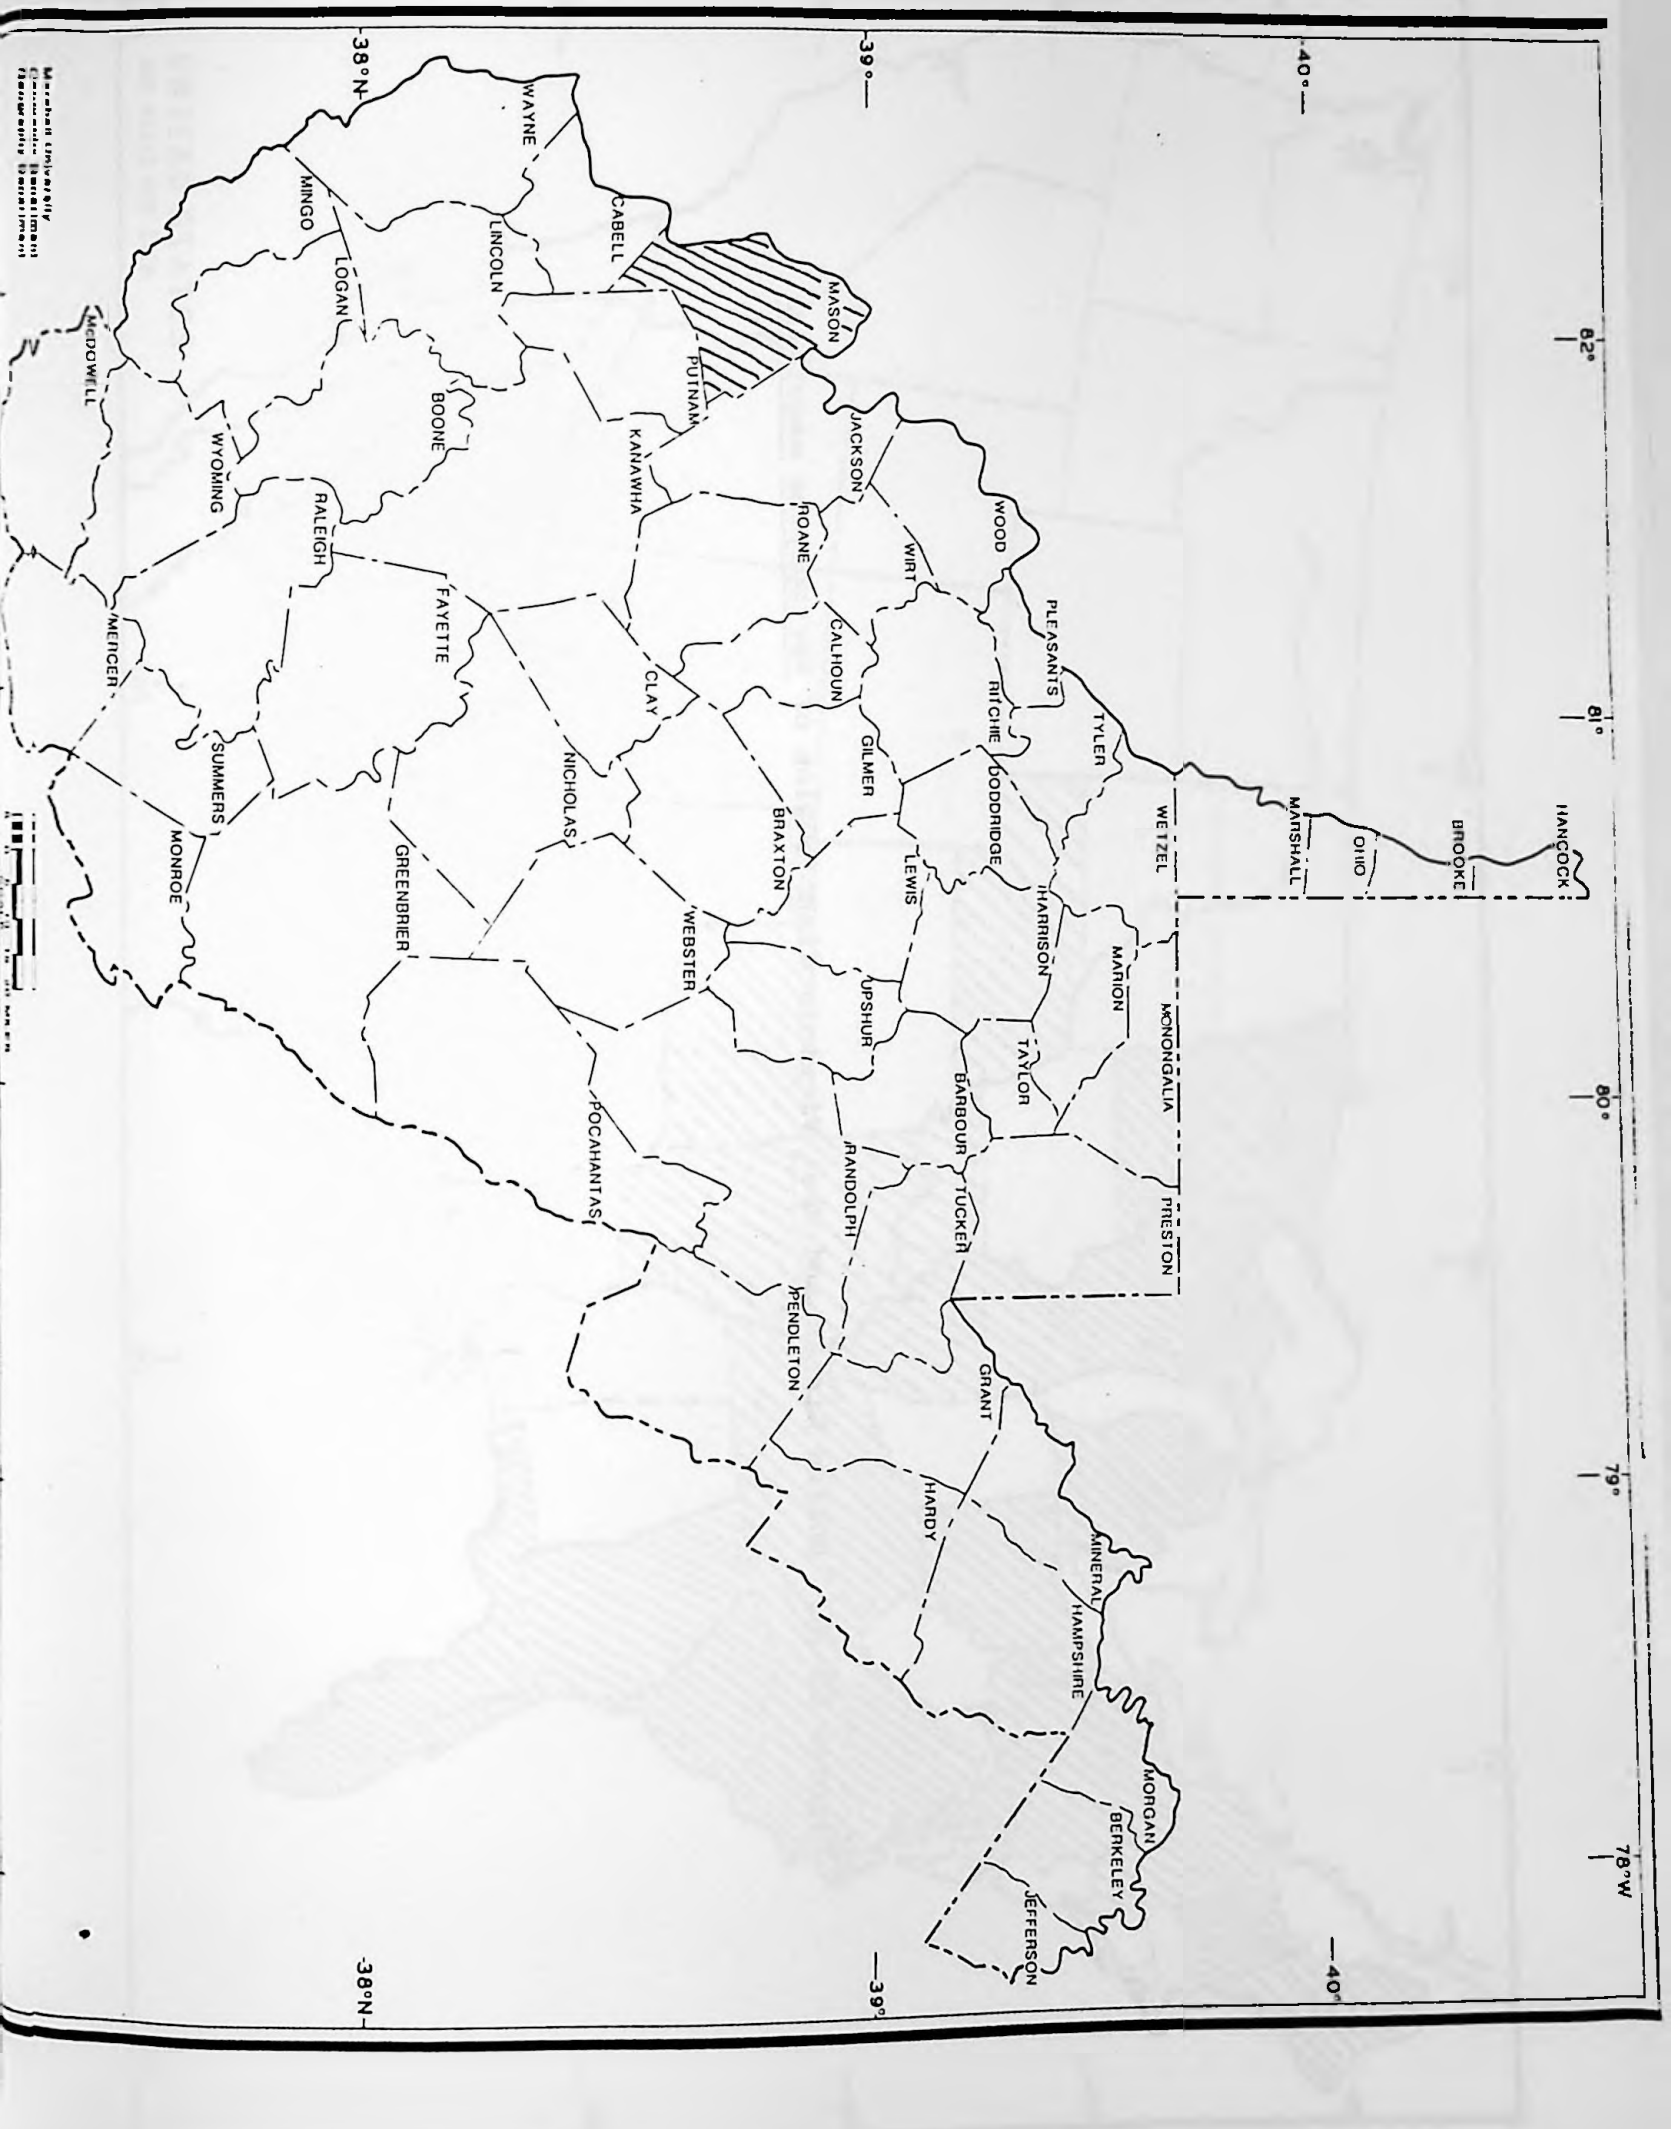 82°
81°
80°
79°
78°W
40°
40°
HANCOCK
BROOKE
OHIO
MARSHALL
WETZEL
MONONGALIA
PRESTON
MORGAN
TYLER
MARION
MINERAL
BERKELEY
PLEASANTS
HARRISON
TAYLOR
HAMPSHIRE
JEFFERSON
WOOD
RITCHIE
DODDRIDGE
BARBOUR
TUCKER
GRANT
HARDY
39°
39°
WIRT
LEWIS
MASON
JACKSON
CALHOUN
GILMER
UPSHUR
RANDOLPH
ROANE
BRAXTON
PENDLETON
PUTNAM
WEBSTER
CABELL
KANAWHA
CLAY
POCAHANTAS
NICHOLAS
WAYNE
LINCOLN
BOONE
FAYETTE
GREENBRIER
38°N
38°N
LOGAN
MINGO
RALEIGH
WYOMING
SUMMERS
MONROE
McDOWELL
MERCER
Marshall University